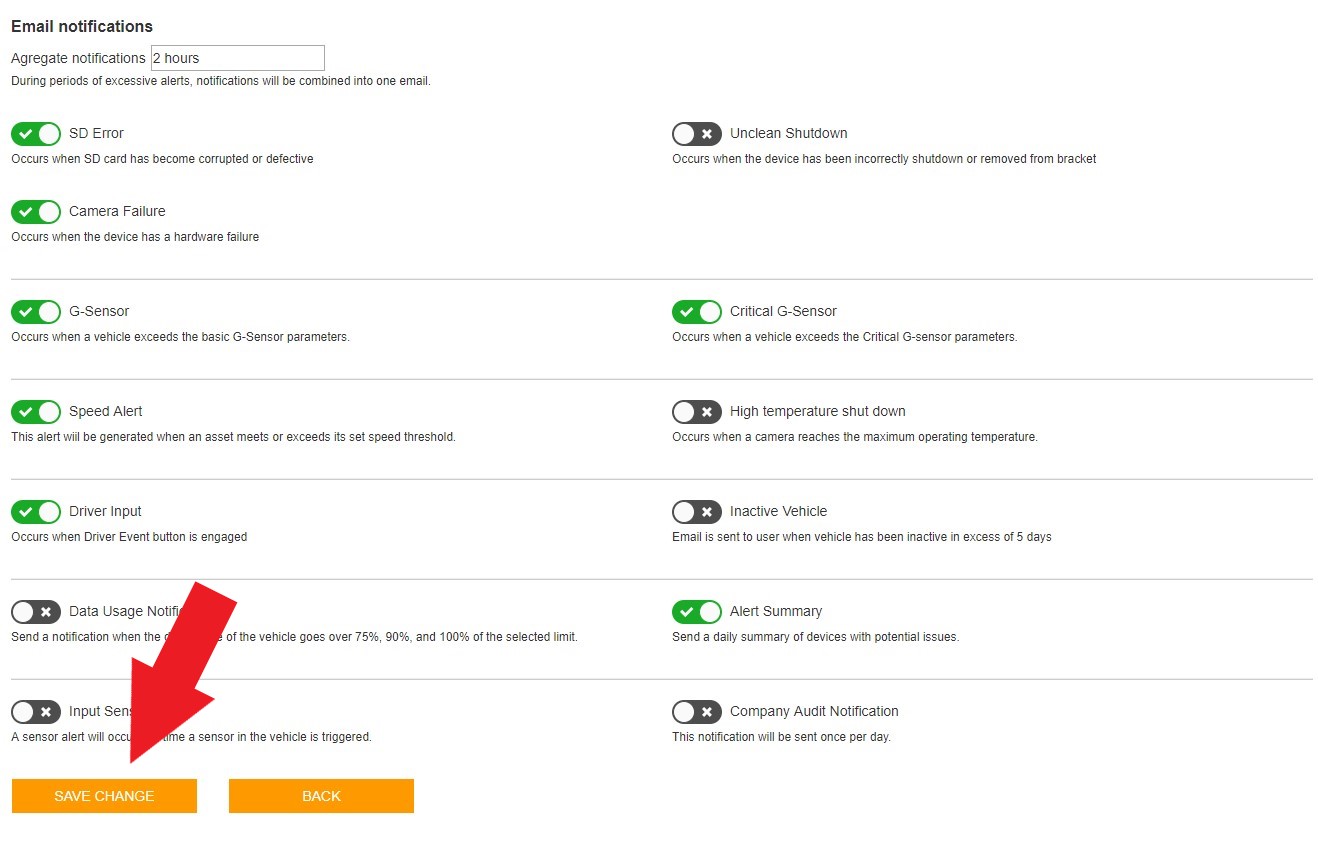 Email notifications
Agregate notifications 2 hours
During periods of excessive alerts, notifications will be combined into one email.
SD Error
Occurs when SD card has become corrupted or defective
Unclean Shutdown
Occurs when the device has been incorrectly shutdown or removed from bracket
Camera Failure
Occurs when the device has a hardware failure
G-Sensor
Occurs when a vehicle exceeds the basic G-Sensor parameters.
Critical G-Sensor
Occurs when a vehicle exceeds the Critical G-sensor parameters.
Speed Alert
This alert will be generated when an asset meets or exceeds its set speed threshold.
High temperature shut down
Occurs when a camera reaches the maximum operating temperature.
Driver Input
Occurs when Driver Event button is engaged
Inactive Vehicle
Email is sent to user when vehicle has been inactive in excess of 5 days
Data Usage
Send a notification when the of the vehicle goes over 75%, 90%, and 100% of the selected limit.
Alert Summary
Send a daily summary of devices with potential issues.
Input
A sensor alert will time a sensor in the vehicle is triggered.
Company Audit Notification
This notification will be sent once per day.
SAVE CHANGE
BACK